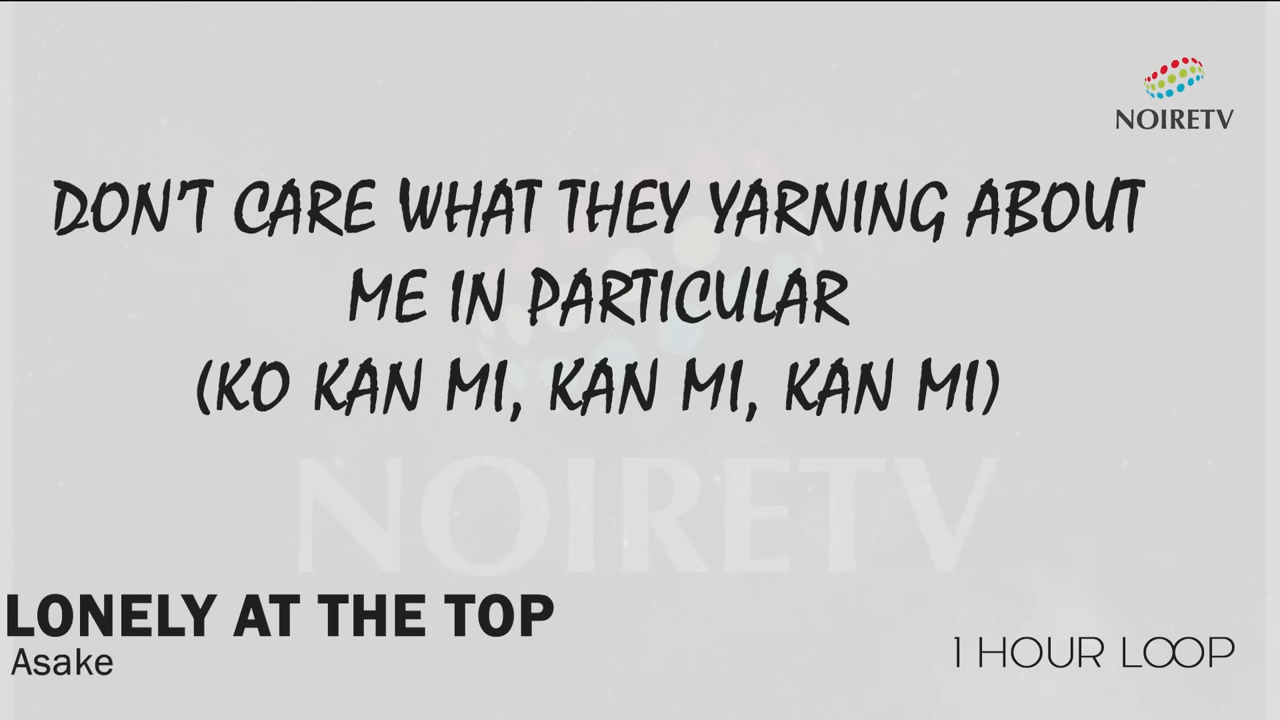 NOIRETV
DON'T CARE WHAT THEY YARNING ABOUT
ME IN PARTICULAR
(KO KAN MI, KAN MI, KAN MI)
NOIRETV
LONELY AT THE TOP
Asake
1 HOUR LOOP